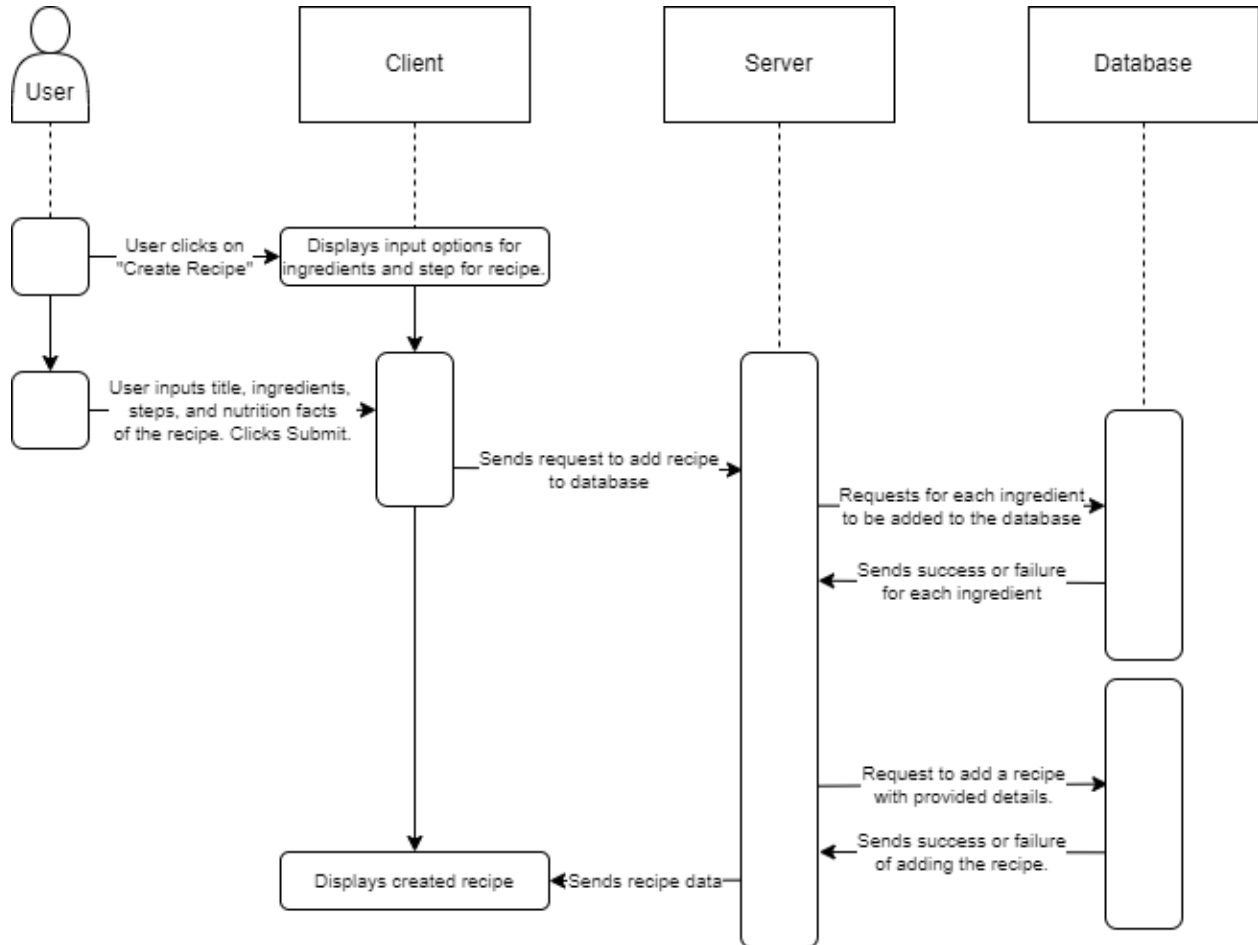 User
Client
Server
Database
User clicks on
"Create Recipe"
Displays input options for
ingredients and step for recipe.
User inputs title, ingredients,
steps, and nutrition facts
of the recipe. Clicks Submit.
Sends request to add recipe
to database
Requests for each ingredient
to be added to the database
Sends success or failure
for each ingredient
Request to add a recipe
with provided details.
Sends success or failure
of adding the recipe.
Displays created recipe
Sends recipe data